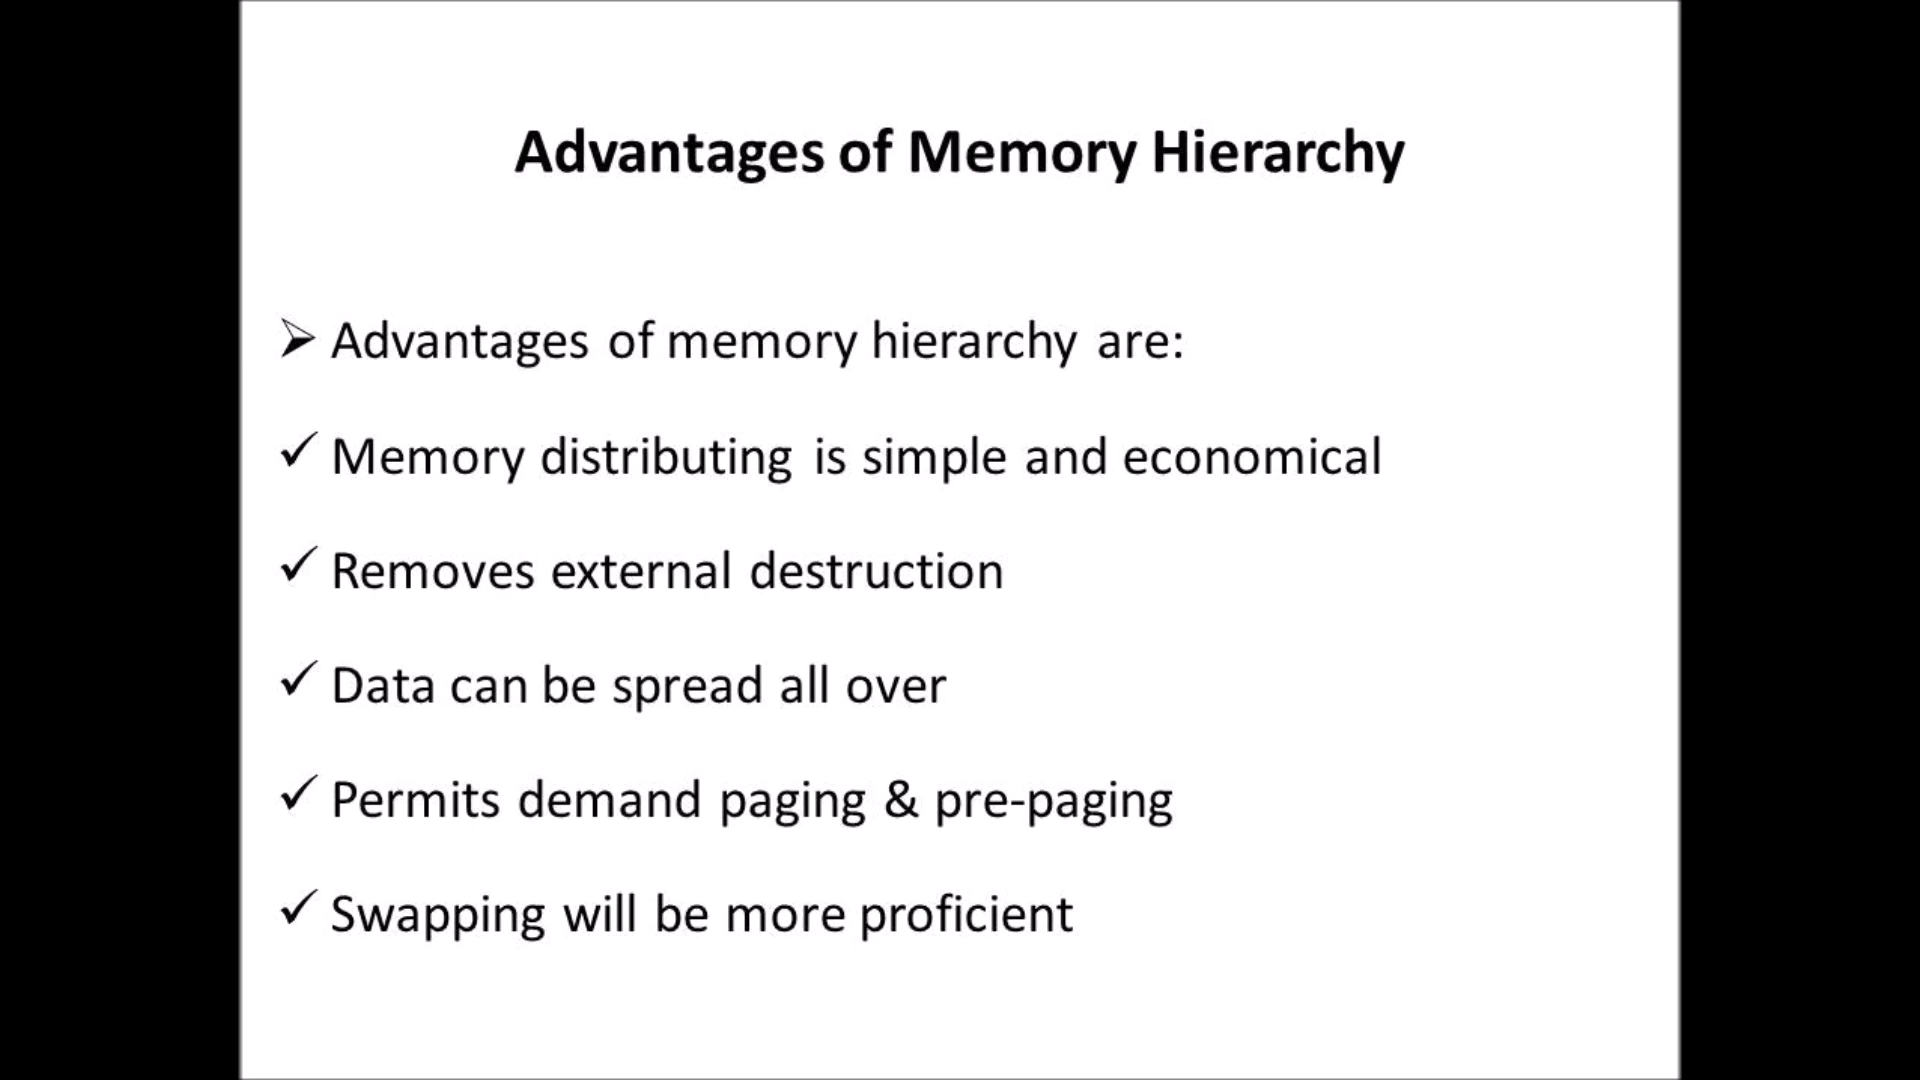 Advantages of Memory Hierarchy
➢ Advantages of memory hierarchy are:
✓ Memory distributing is simple and economical
✓ Removes external destruction
✓ Data can be spread all over
✓ Permits demand paging & pre-paging
✓ Swapping will be more proficient